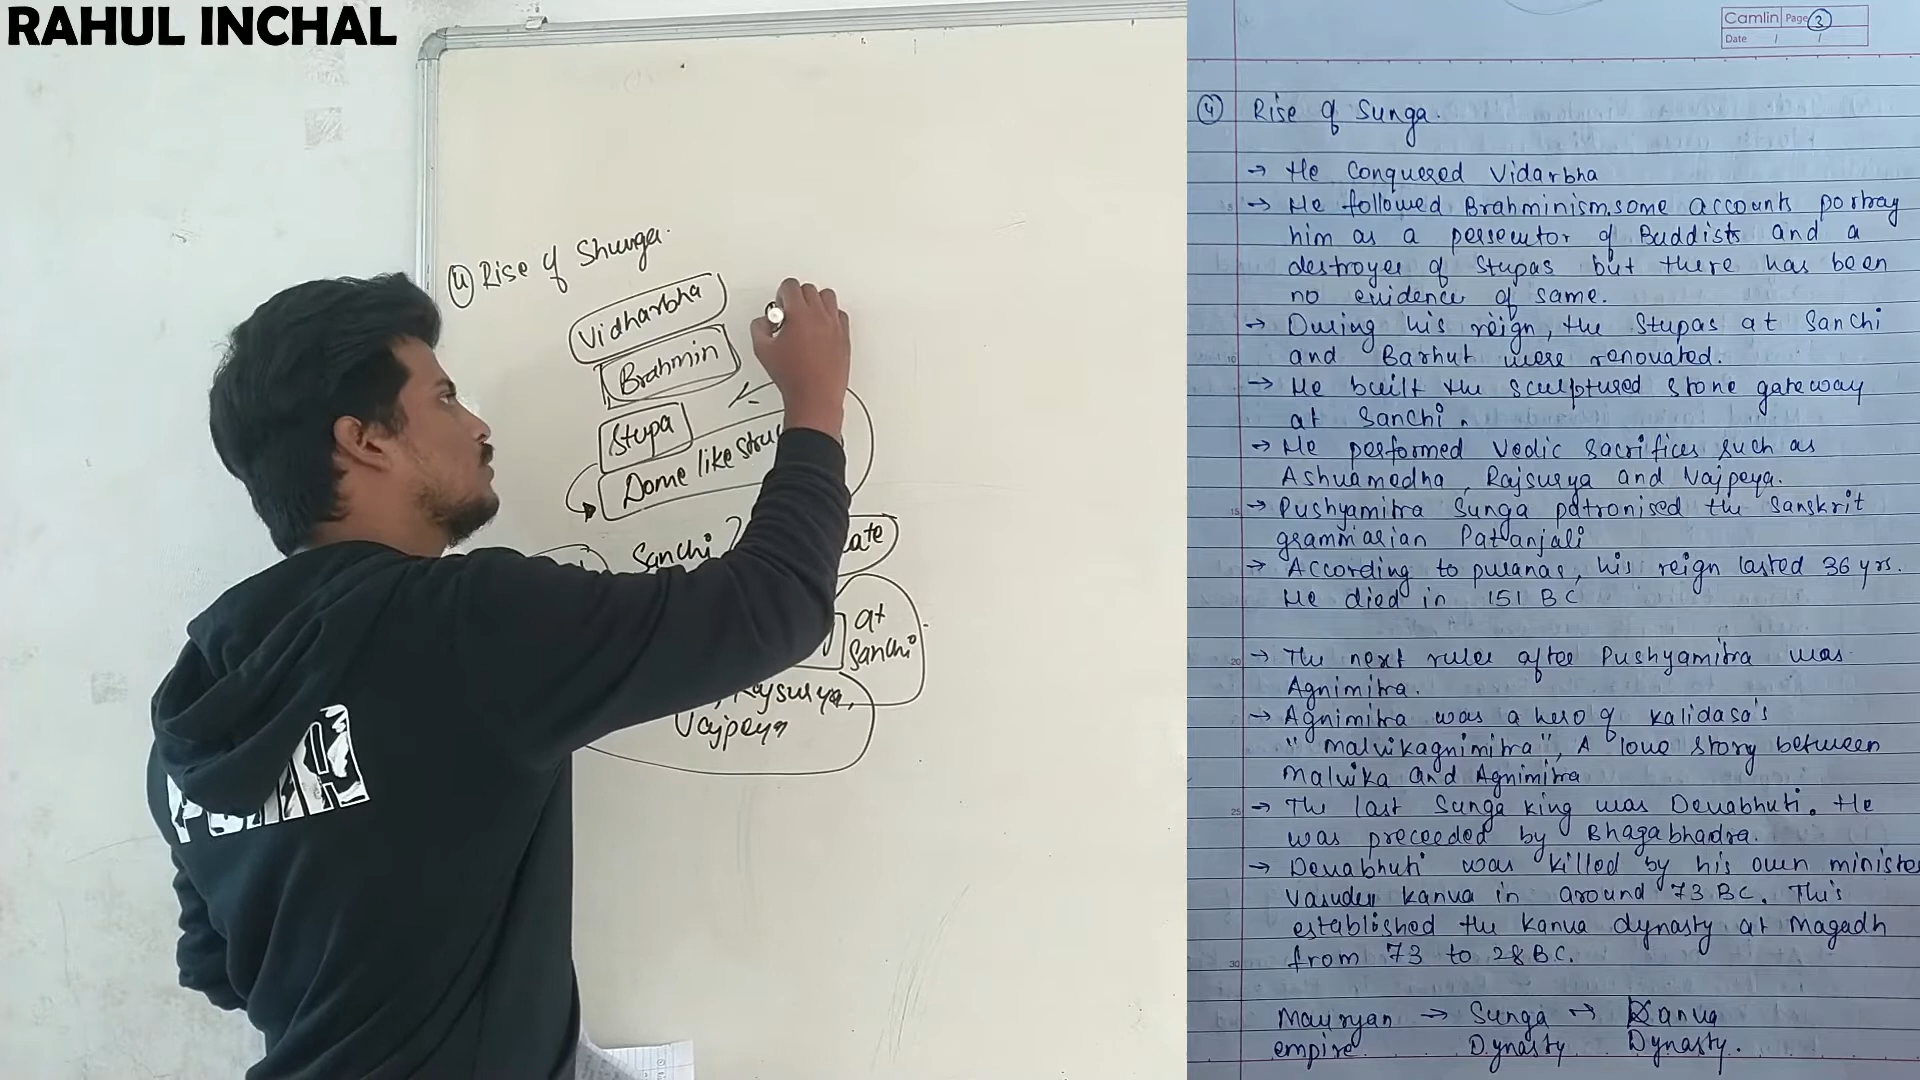 RAHUL INCHAL
4 Rise of Shunga.
Vidharbha
Brahmin
Stupa
Dome like struc
Sanchi
ate
at
Sanchi
, Rajsurya,
Vajpeya
Camlin Page 3
Date / /
4 Rise of Sunga.
→ He conquered Vidarbha
→ He followed Brahminism. some accounts portray
him as a persecutor of Buddists and a
destroyer of Stupas but there has been
no evidence of same.
→ During his reign, the Stupas at Sanchi
and Barhut were renovated.
→ He built the sculptured stone gateway
at Sanchi.
→ He performed Vedic sacrifices such as
Ashvamedha, Rajsurya and Vajpeya.
→ Pushyamitra Sunga patronised the Sanskrit
grammarian Patanjali
→ According to puranas, his reign lasted 36 yrs.
He died in 151 BC
→ The next ruler after Pushyamitra was
Agnimitra.
→ Agnimitra was a hero of Kalidasa's
"Malvikagnimitra", A love story between
Malvika and Agnimitra
→ The last Sunga king was Devabhuti. He
was preceeded by Bhagabhadra.
→ Devabhuti was killed by his own ministe
Vasudev kanva in around 73 BC. This
established the kanva dynasty at Magadh
from 73 to 28 BC.
Mauryan → Sunga → Kanva
empire Dynasty Dynasty.